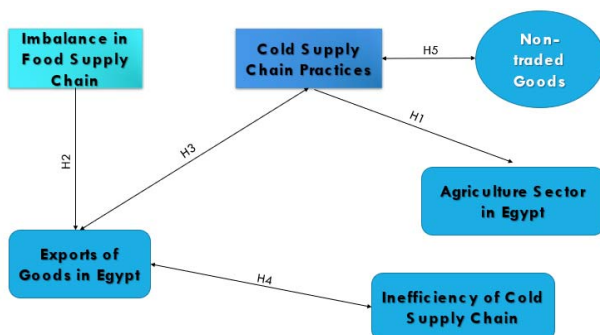 Imbalance in
Food Supply
Chain
Cold Supply
Chain Practices
H5
Non-
traded
Goods
H1
H2
H3
Agriculture Sector
in Egypt
Exports of
Goods in Egypt
H4
Inefficiency of Cold
Supply Chain